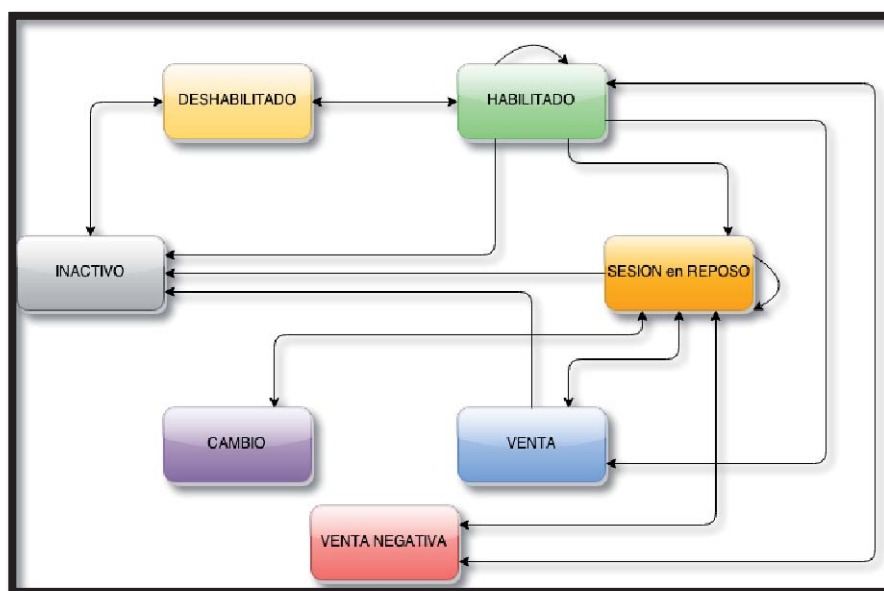 DESHABILITADO
HABILITADO
INACTIVO
SESION en REPOSO
CAMBIO
VENTA
VENTA NEGATIVA